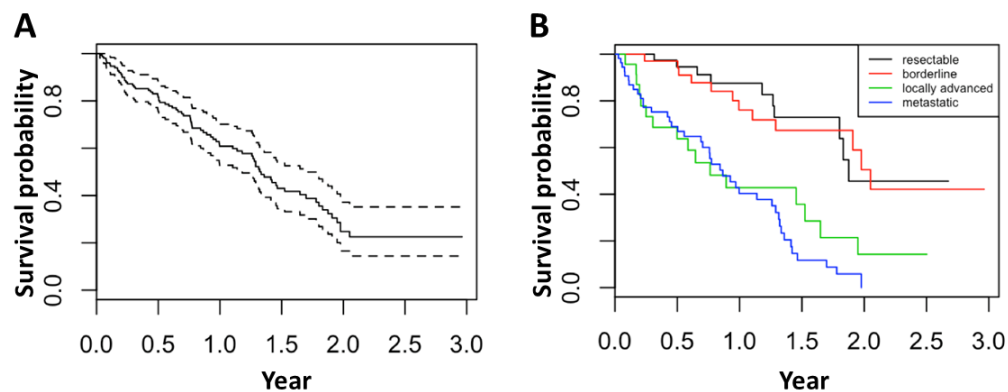 A
Survival probability
0.8
0.4
0.0
0.0 0.5 1.0 1.5 2.0 2.5 3.0
Year
B
Survival probability
0.8
0.4
0.0
resectable
borderline
locally advanced
metastatic
0.0 0.5 1.0 1.5 2.0 2.5 3.0
Year